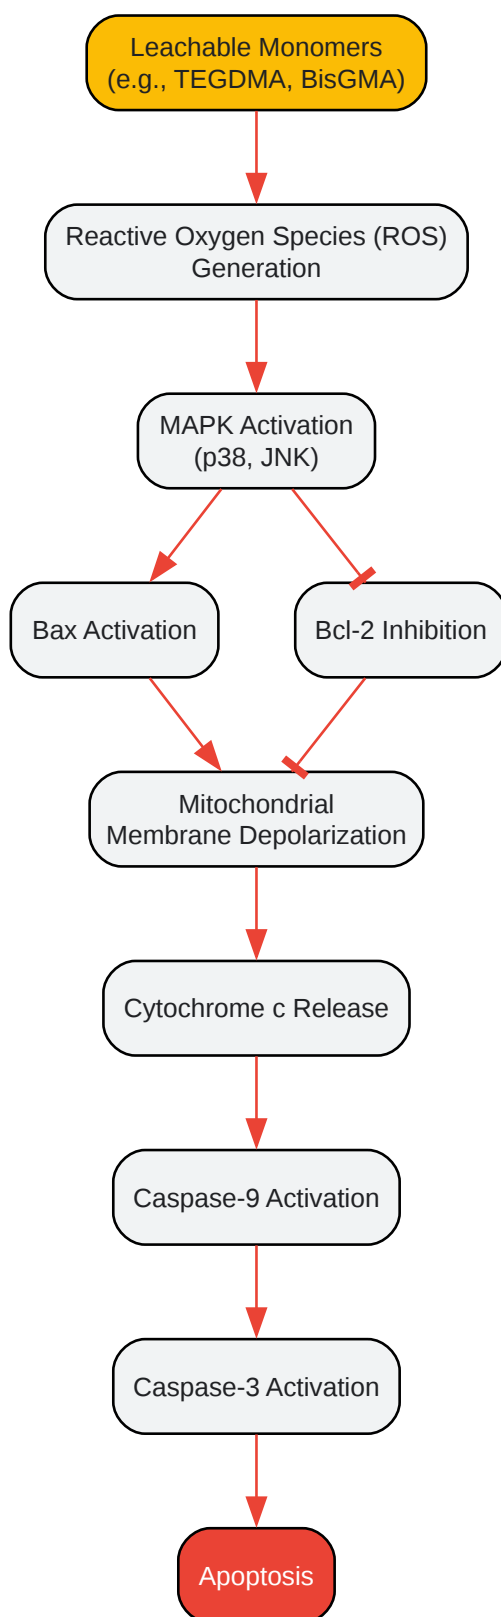 Leachable Monomers
(e.g., TEGDMA, BisGMA)
Reactive Oxygen Species (ROS)
Generation
MAPK Activation
(p38, JNK)
Bax Activation
Bcl-2 Inhibition
Mitochondrial
Membrane Depolarization
Cytochrome c Release
Caspase-9 Activation
Caspase-3 Activation
Apoptosis